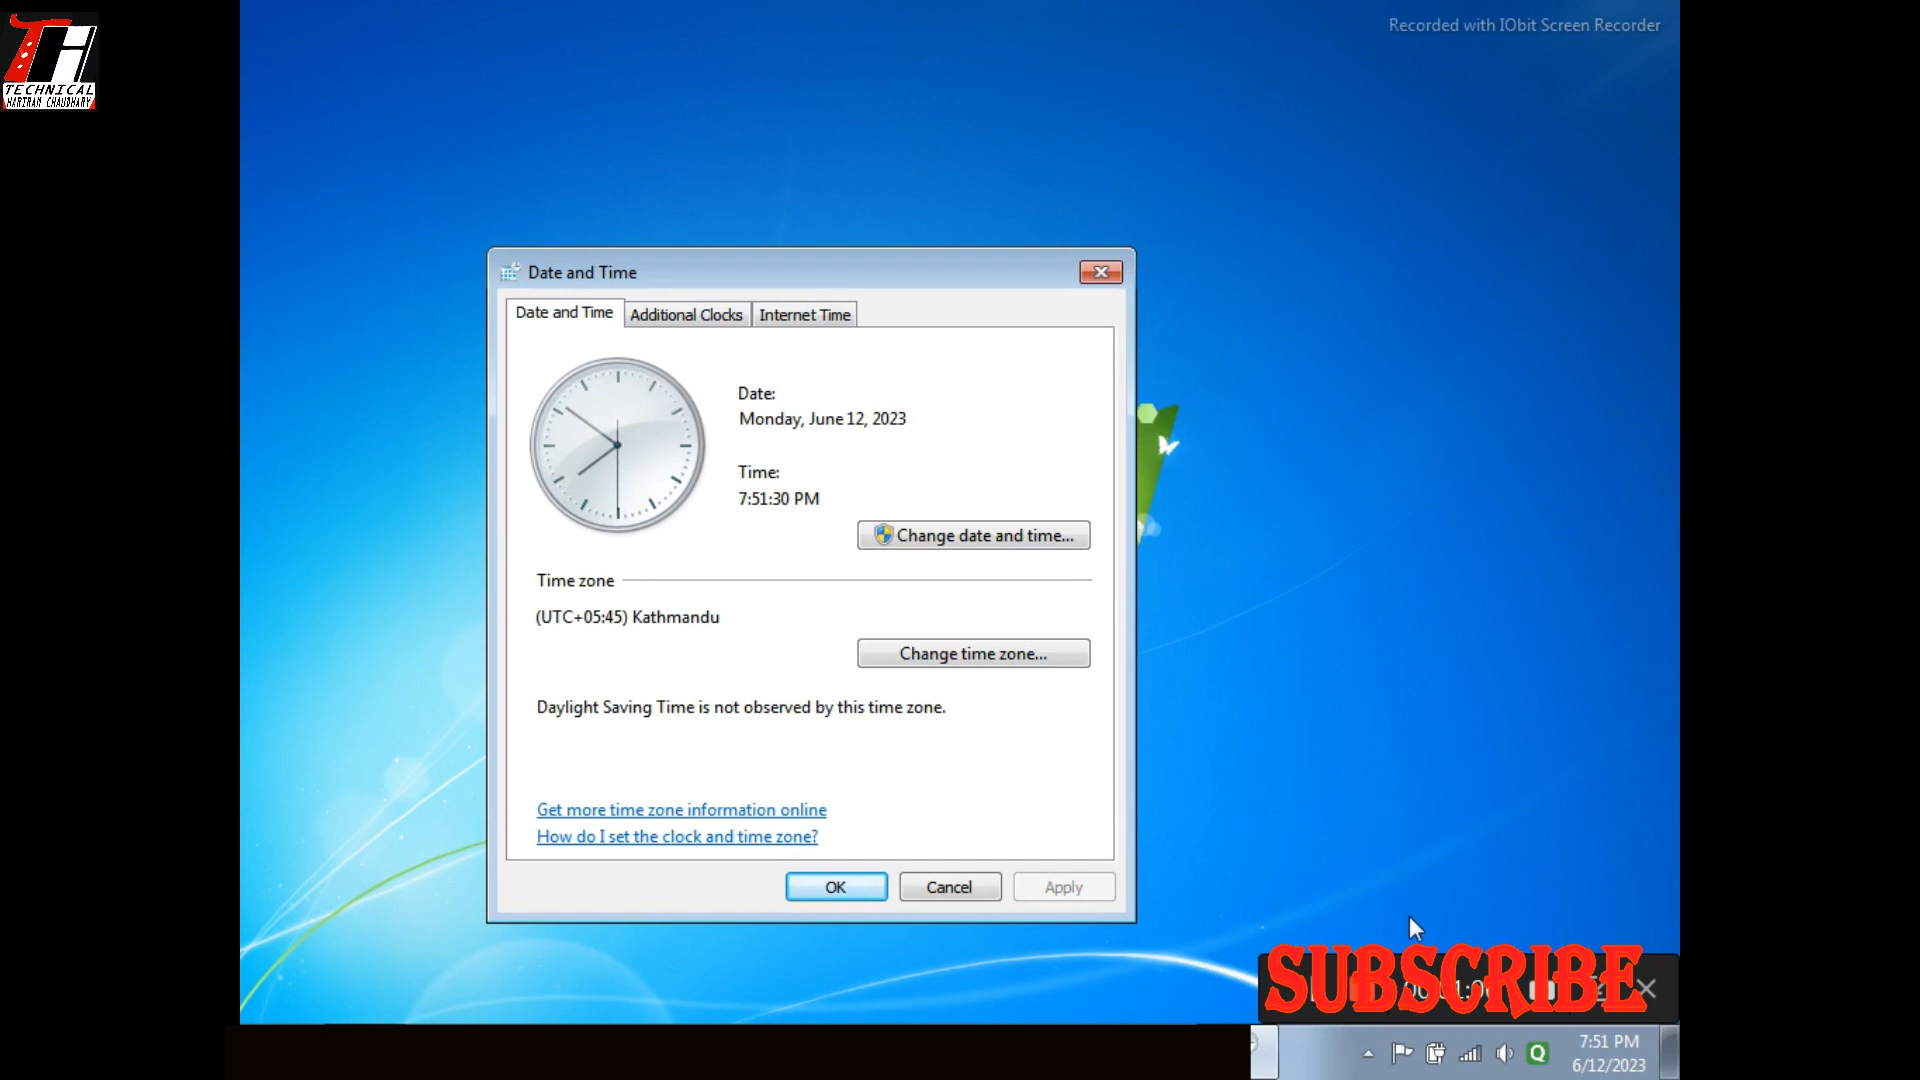 TECHNICAL
HARIRAM CHAUDHARY
Recorded with IObit Screen Recorder
Date and Time
Date and Time
Additional Clocks
Internet Time
Date:
Monday, June 12, 2023
Time:
7:51:30 PM
Change date and time...
Time zone
(UTC+05:45) Kathmandu
Change time zone...
Daylight Saving Time is not observed by this time zone.
Get more time zone information online
How do I set the clock and time zone?
OK
Cancel
Apply
SUBSCRIBE
Q
7:51 PM
6/12/2023